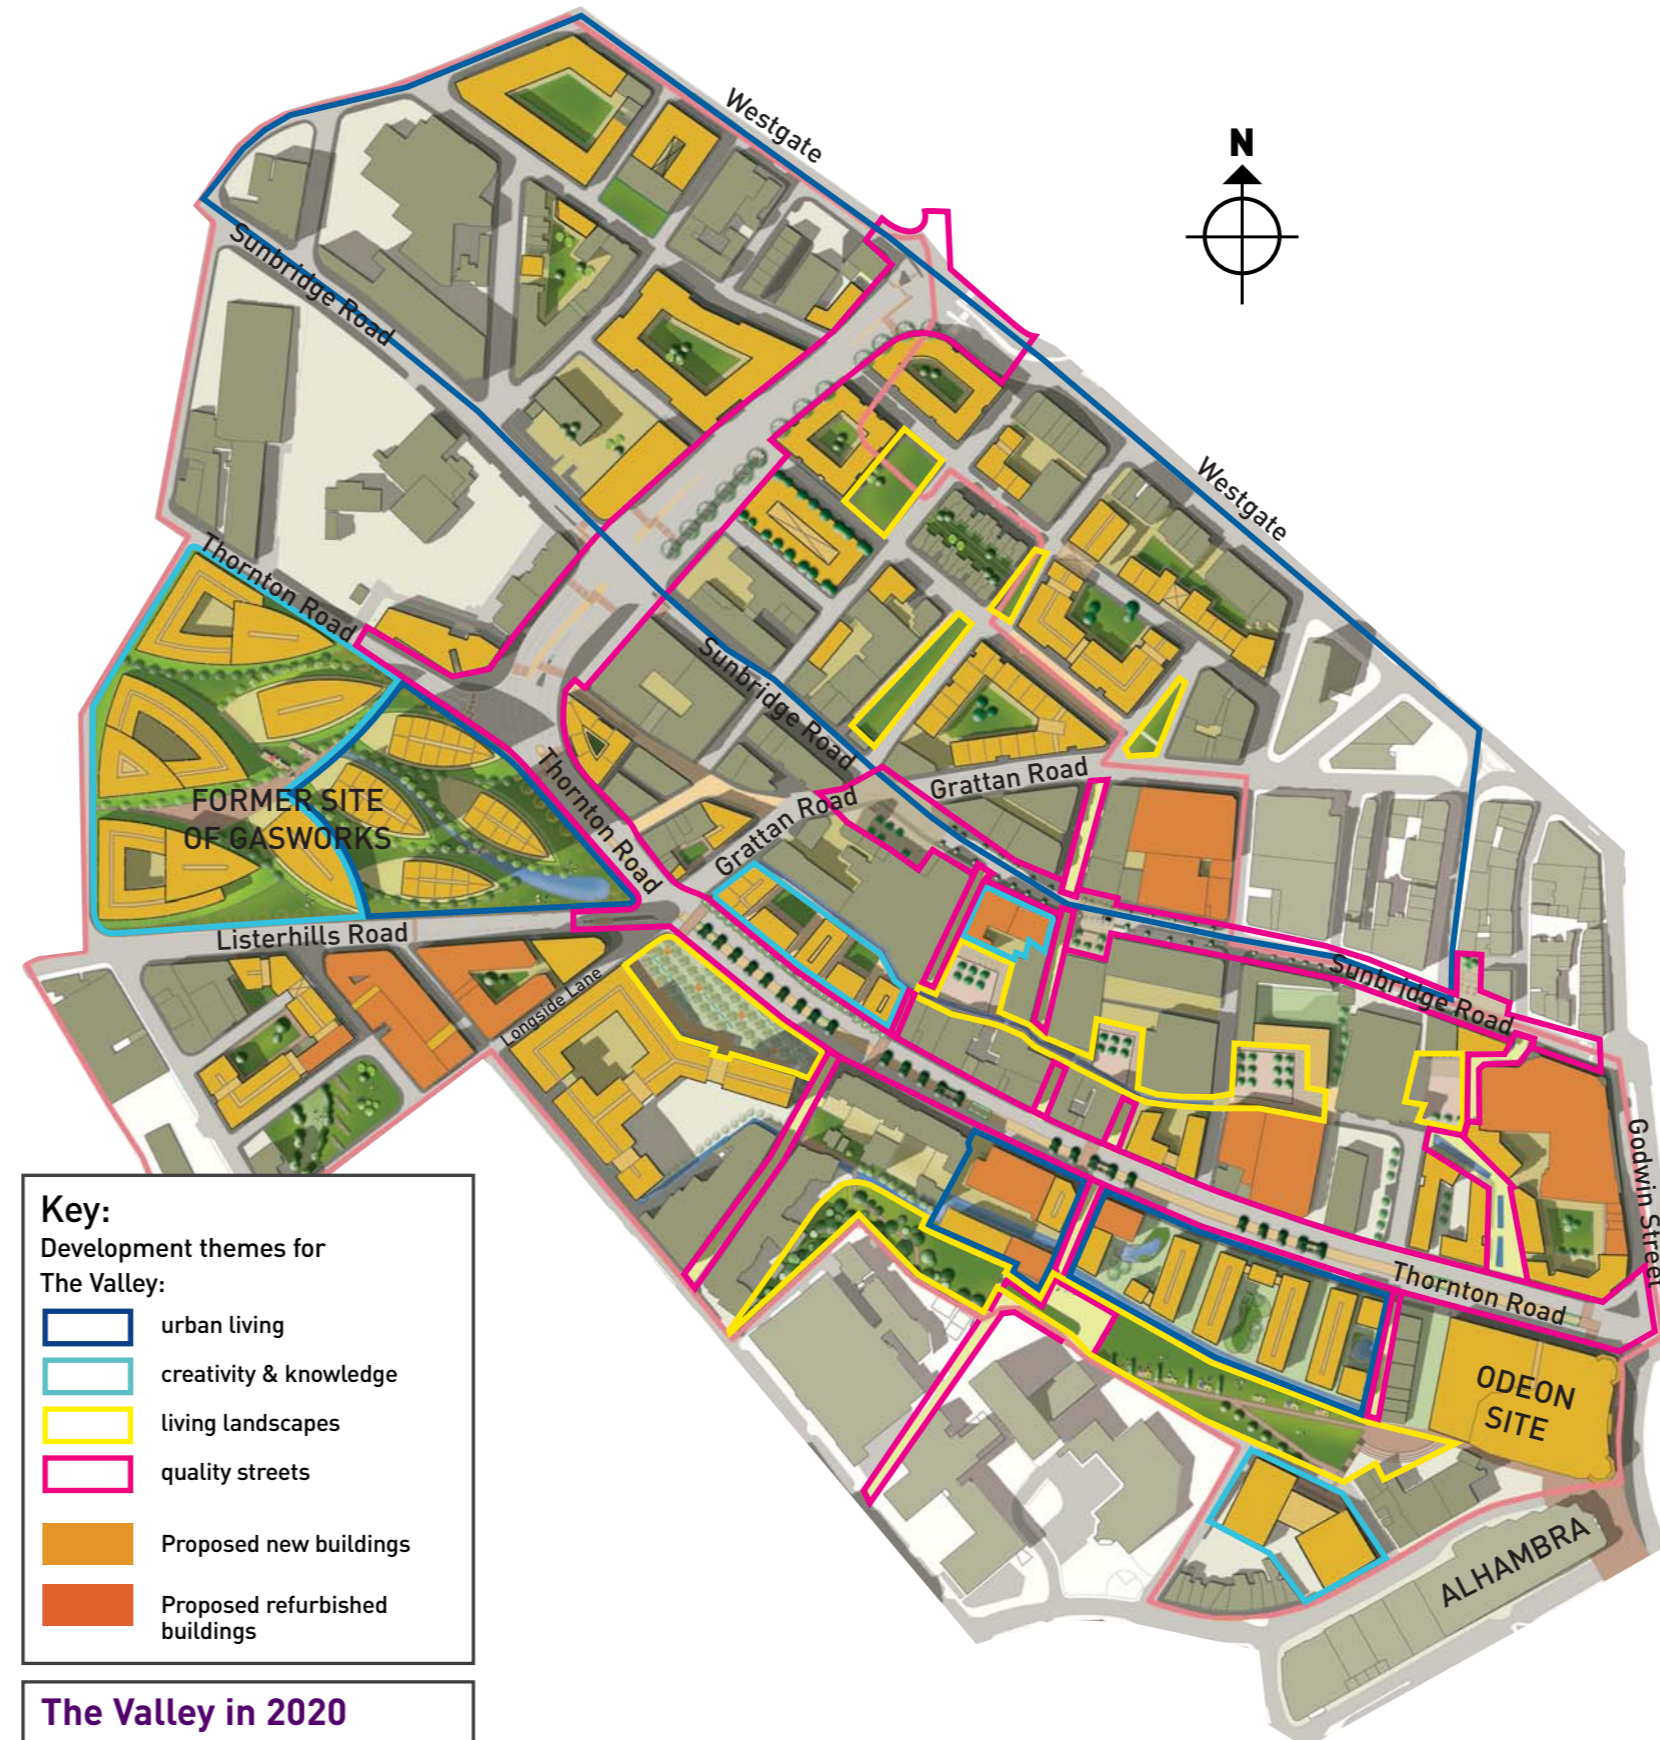 Westgate
N
Sunbridge Road
Westgate
Thornton Road
Sunbridge Road
FORMER SITE
OF GASWORKS
Thornton Road
Grattan Road
Grattan Road
Listerhills Road
Longside Lane
Sunbridge Road
Godwin Street
Thornton Road
ODEON
SITE
ALHAMBRA
Key:
Development themes for
The Valley:
urban living
creativity & knowledge
living landscapes
quality streets
Proposed new buildings
Proposed refurbished
buildings
The Valley in 2020